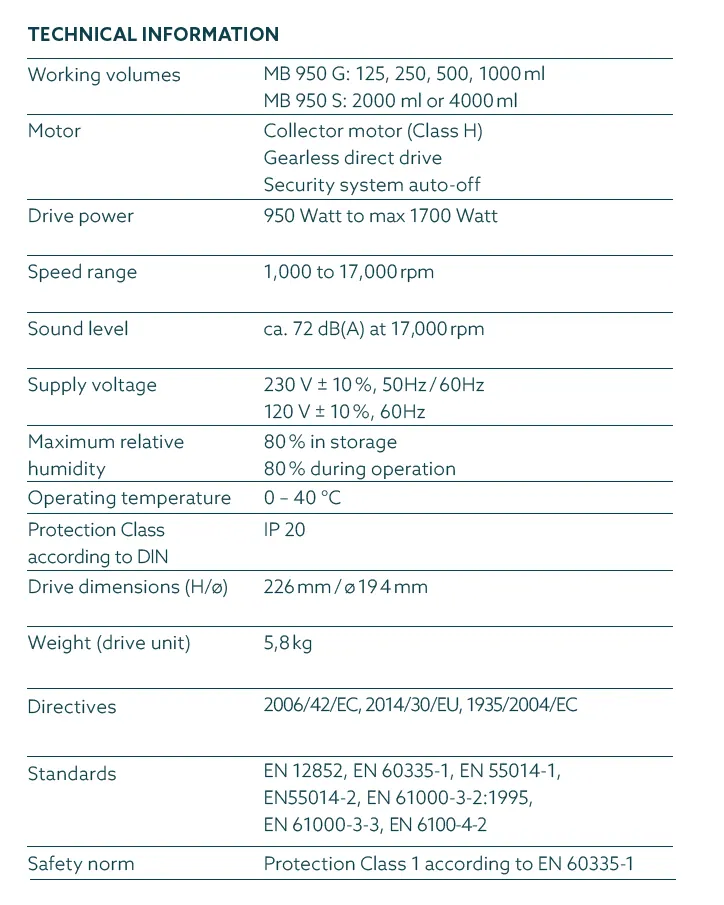 TECHNICAL INFORMATION
Working volumes MB 950 G: 125, 250, 500, 1000 ml
MB 950 S: 2000 ml or 4000 ml
Motor Collector motor (Class H)
Gearless direct drive
Security system auto-off
Drive power 950 Watt to max 1700 Watt
Speed range 1,000 to 17,000 rpm
Sound level ca. 72 dB(A) at 17,000 rpm
Supply voltage 230 V ± 10 %, 50Hz / 60Hz
120 V ± 10 %, 60Hz
Maximum relative 80 % in storage
humidity 80 % during operation
Operating temperature 0 – 40 °C
Protection Class IP 20
according to DIN
Drive dimensions (H/ø) 226 mm / ø 194 mm
Weight (drive unit) 5,8 kg
Directives 2006/42/EC, 2014/30/EU, 1935/2004/EC
Standards EN 12852, EN 60335-1, EN 55014-1,
EN55014-2, EN 61000-3-2:1995,
EN 61000-3-3, EN 6100-4-2
Safety norm Protection Class 1 according to EN 60335-1